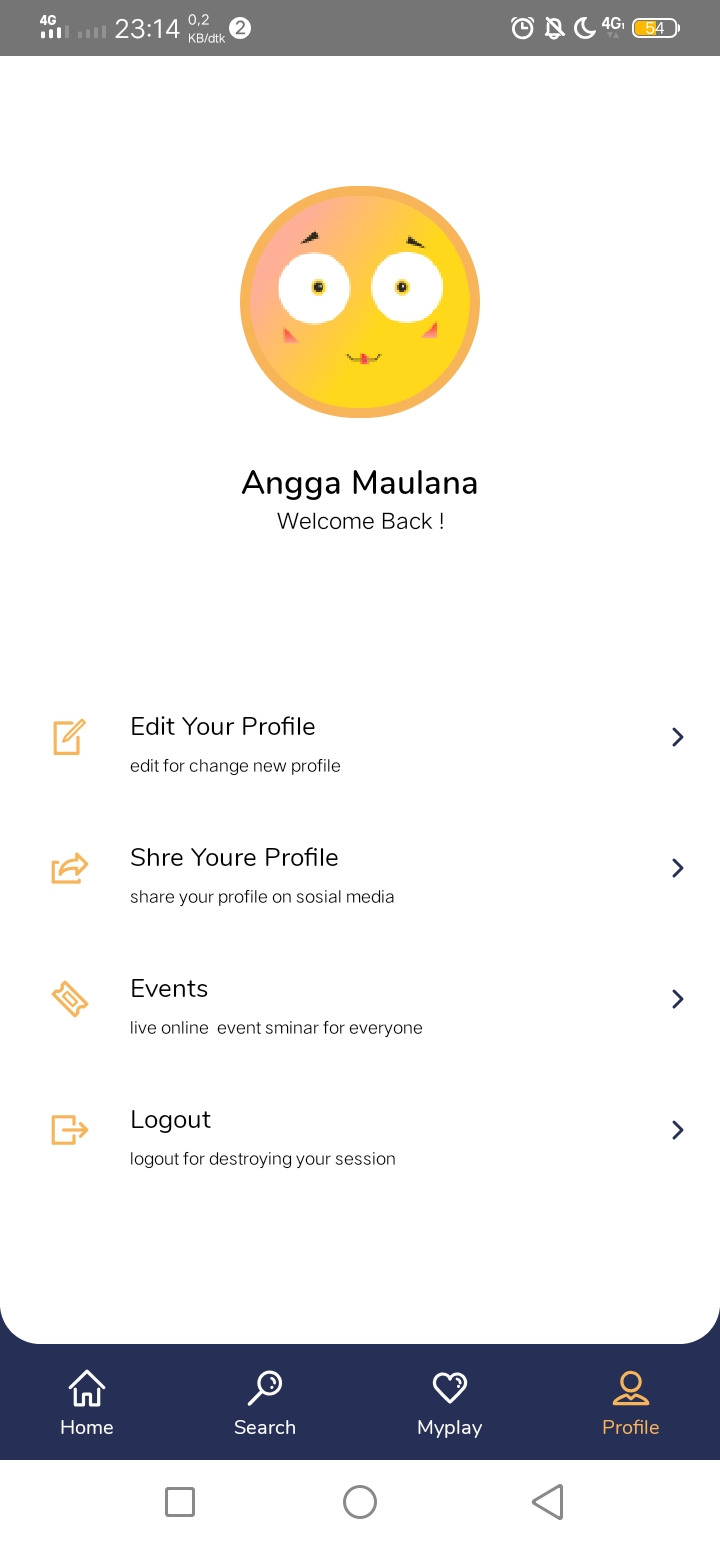 4G 23:14 0,2 KB/dtk 2 4G 54
Angga Maulana
Welcome Back !
Edit Your Profile
edit for change new profile
Shre Youre Profile
share your profile on sosial media
Events
live online  event sminar for everyone
Logout
logout for destroying your session
Home Search Myplay Profile